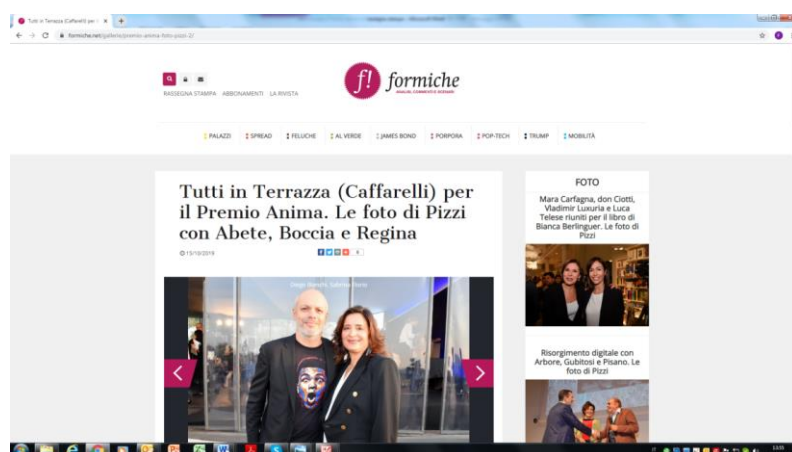 Tutti in Terrazza (Caffarelli) per i
formiche.net/gallerie/premio-anima-foto-pizzi-2/
RASSEGNA STAMPA ABBONAMENTI LA RIVISTA
f! formiche
PALAZZI SPREAD FELUCHE AL VERDE JAMES BOND PORPORA POP-TECH TRUMP MOBILITÀ
Tutti in Terrazza (Caffarelli) per
il Premio Anima. Le foto di Pizzi
con Abete, Boccia e Regina
FOTO
Mara Carfagna, don Ciotti,
Vladimir Luxuria e Luca
Telese riuniti per il libro di
Bianca Berlinguer. Le foto di
Pizzi
Risorgimento digitale con
Arbore, Gubitosi e Pisano. Le
foto di Pizzi